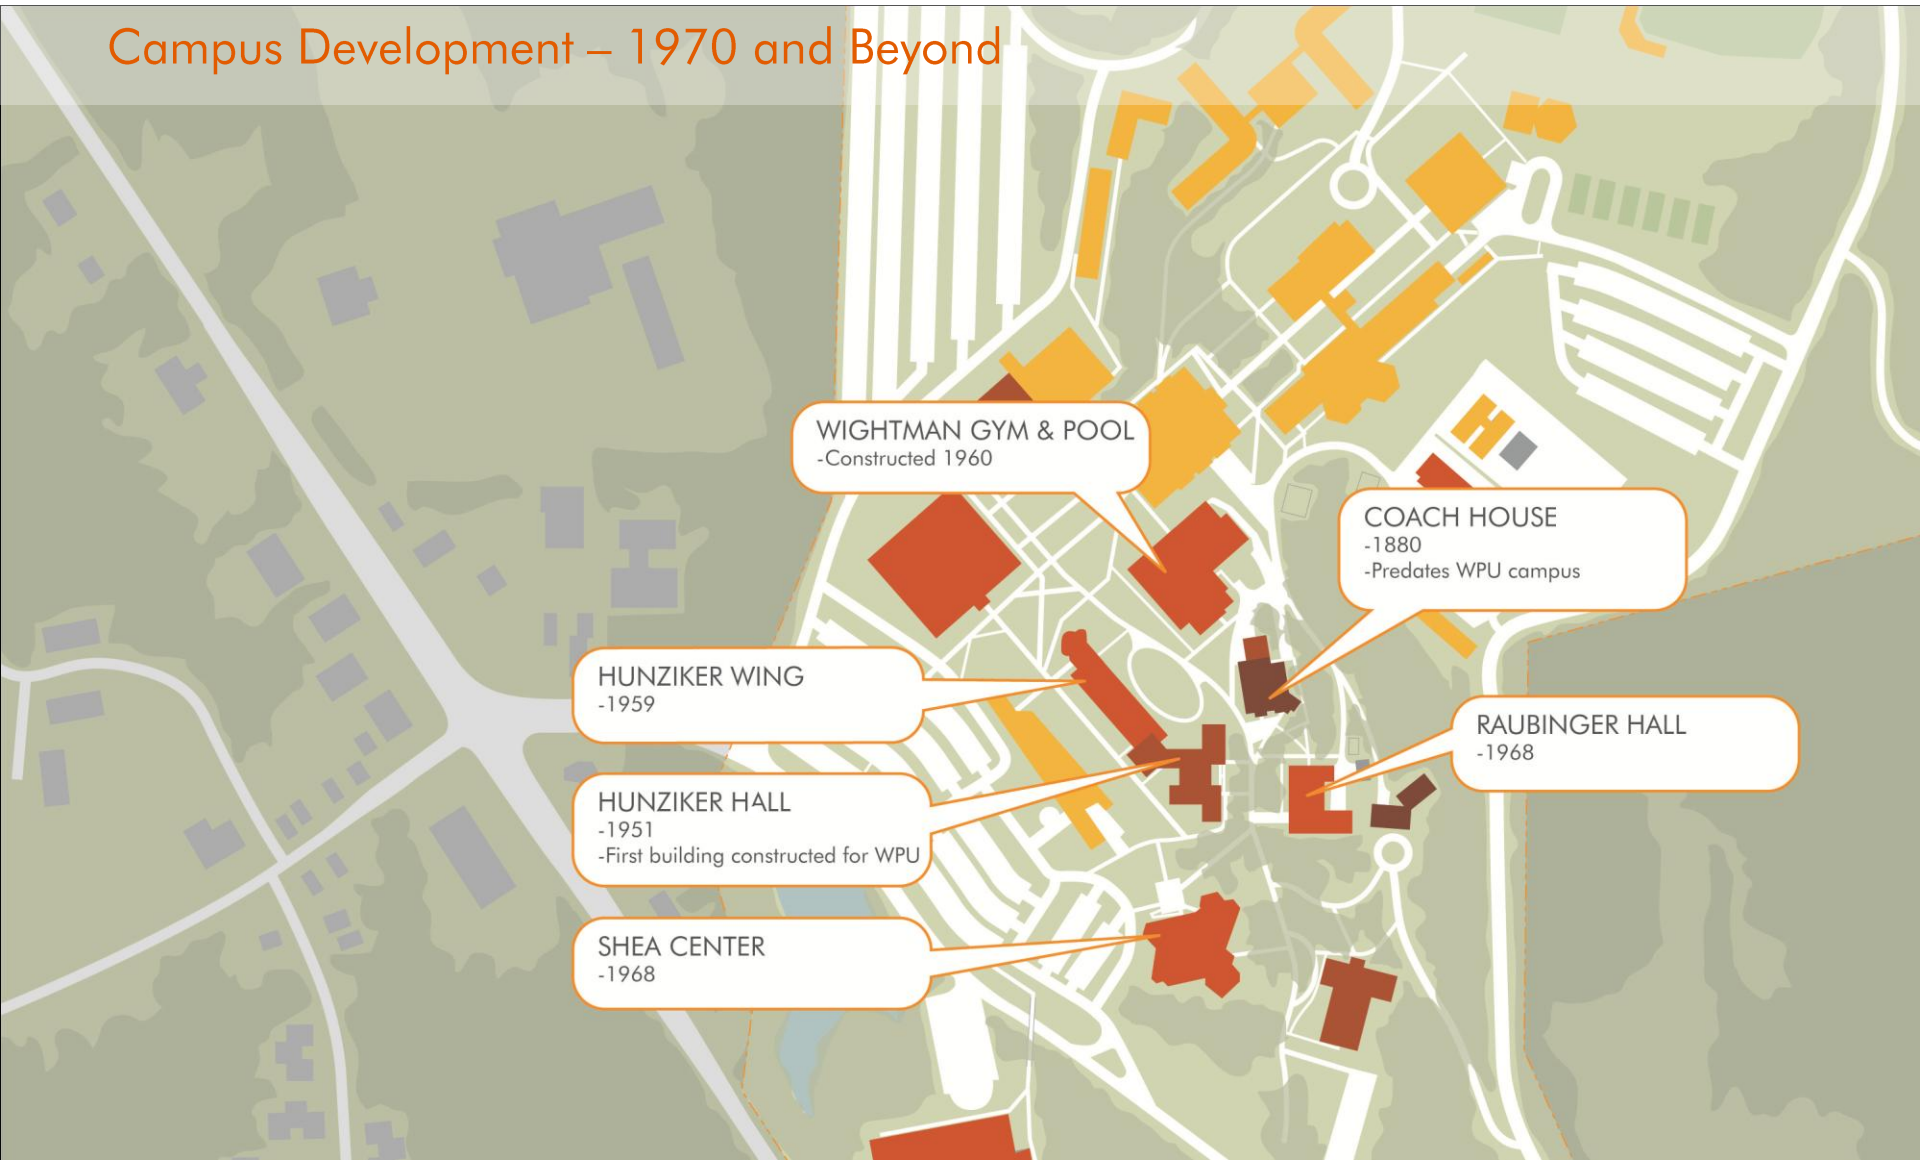 Campus Development – 1970 and Beyond
WIGHTMAN GYM & POOL
-Constructed 1960
COACH HOUSE
-1880
-Predates WPU campus
HUNZIKER WING
-1959
RAUBINGER HALL
-1968
HUNZIKER HALL
-1951
-First building constructed for WPU
SHEA CENTER
-1968